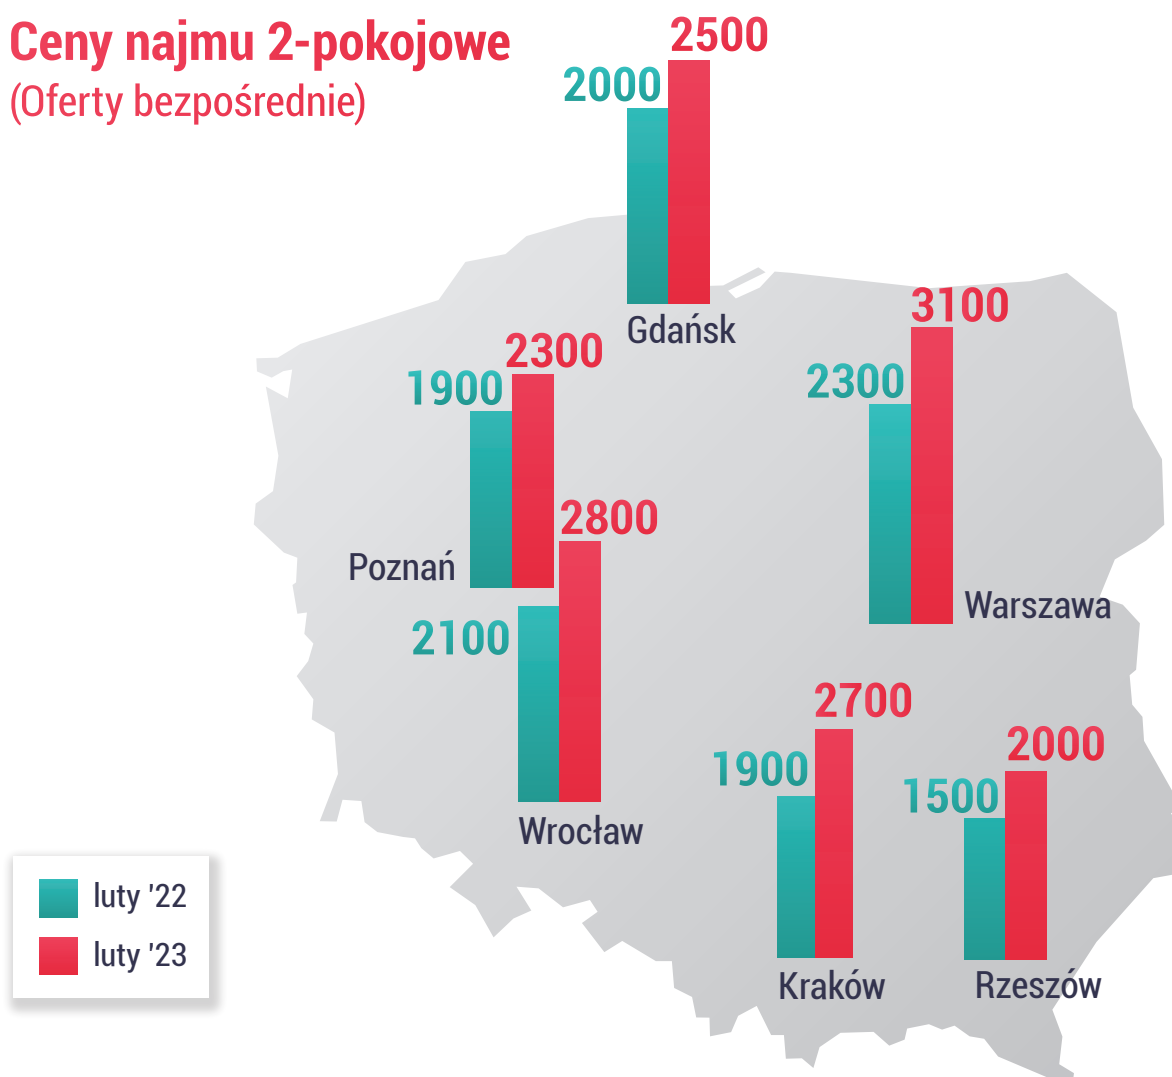 Ceny najmu 2-pokojowe
(Oferty bezpośrednie)
2500
2000
Gdańsk
3100
2300
Warszawa
2300
1900
Poznań
2800
2100
Wrocław
2700
1900
Kraków
2000
1500
Rzeszów
luty '22
luty '23